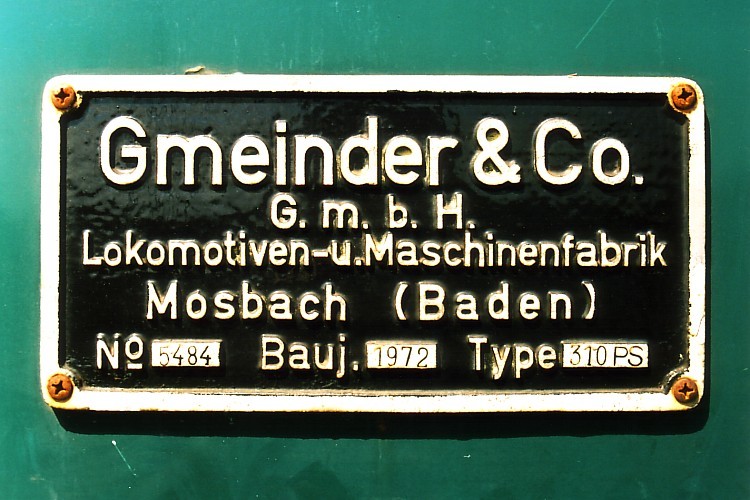 Gmeinder & Co.
G. m. b. H.
Lokomotiven-u. Maschinenfabrik
Mosbach (Baden)
Nº 5484 Bauj. 1972 Type 310 PS